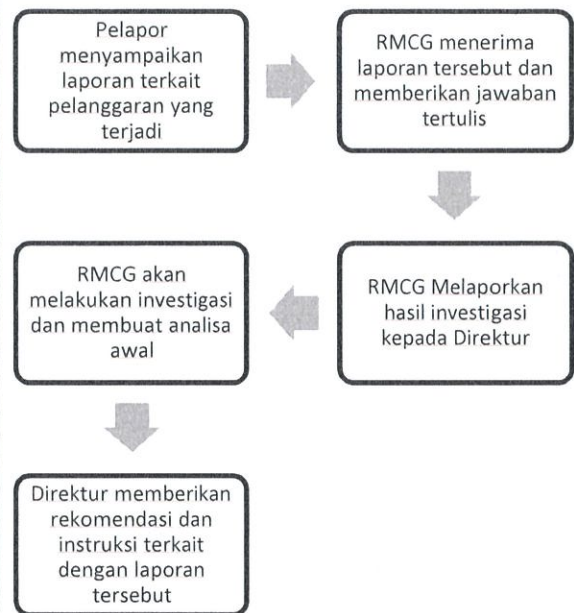 Pelapor
menyampaikan
laporan terkait
pelanggaran yang
terjadi
RMCG menerima
laporan tersebut dan
memberikan jawaban
tertulis
RMCG Melaporkan
hasil investigasi
kepada Direktur
RMCG akan
melakukan investigasi
dan membuat analisa
awal
Direktur memberikan
rekomendasi dan
instruksi terkait
dengan laporan
tersebut